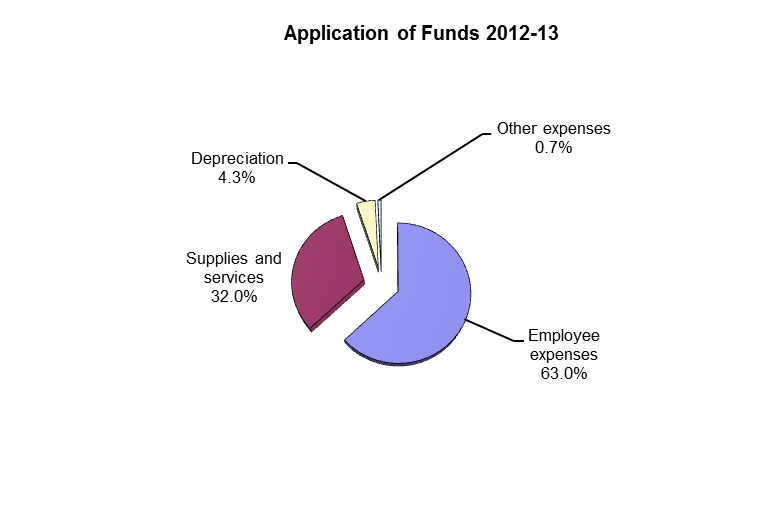 Application of Funds 2012-13
Other expenses
0.7%
Depreciation
4.3%
Supplies and
services
32.0%
Employee
expenses
63.0%